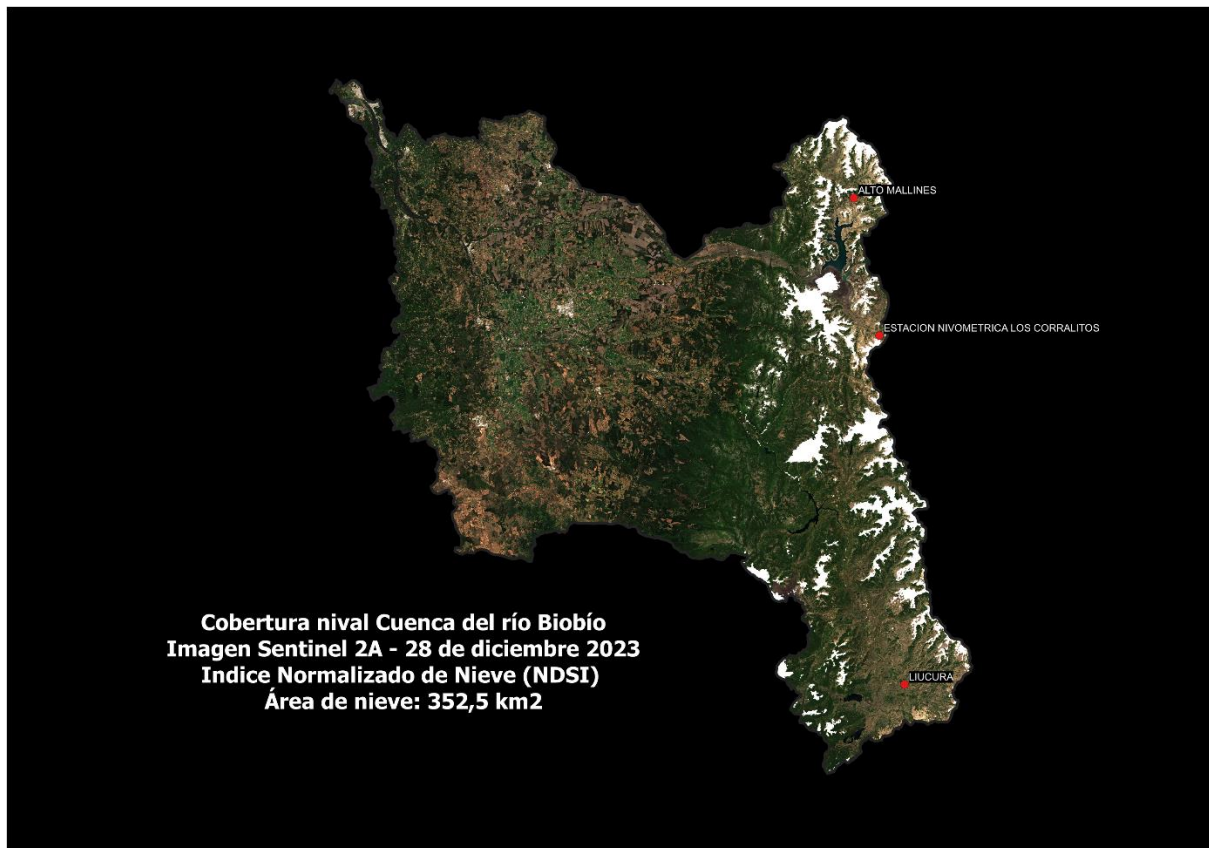 ALTO MALLINES
ESTACION NIVOMETRICA LOS CORRALITOS
Cobertura nival Cuenca del río Biobío
Imagen Sentinel 2A - 28 de diciembre 2023
Indice Normalizado de Nieve (NDSI)
Área de nieve: 352,5 km2
LIUCURA